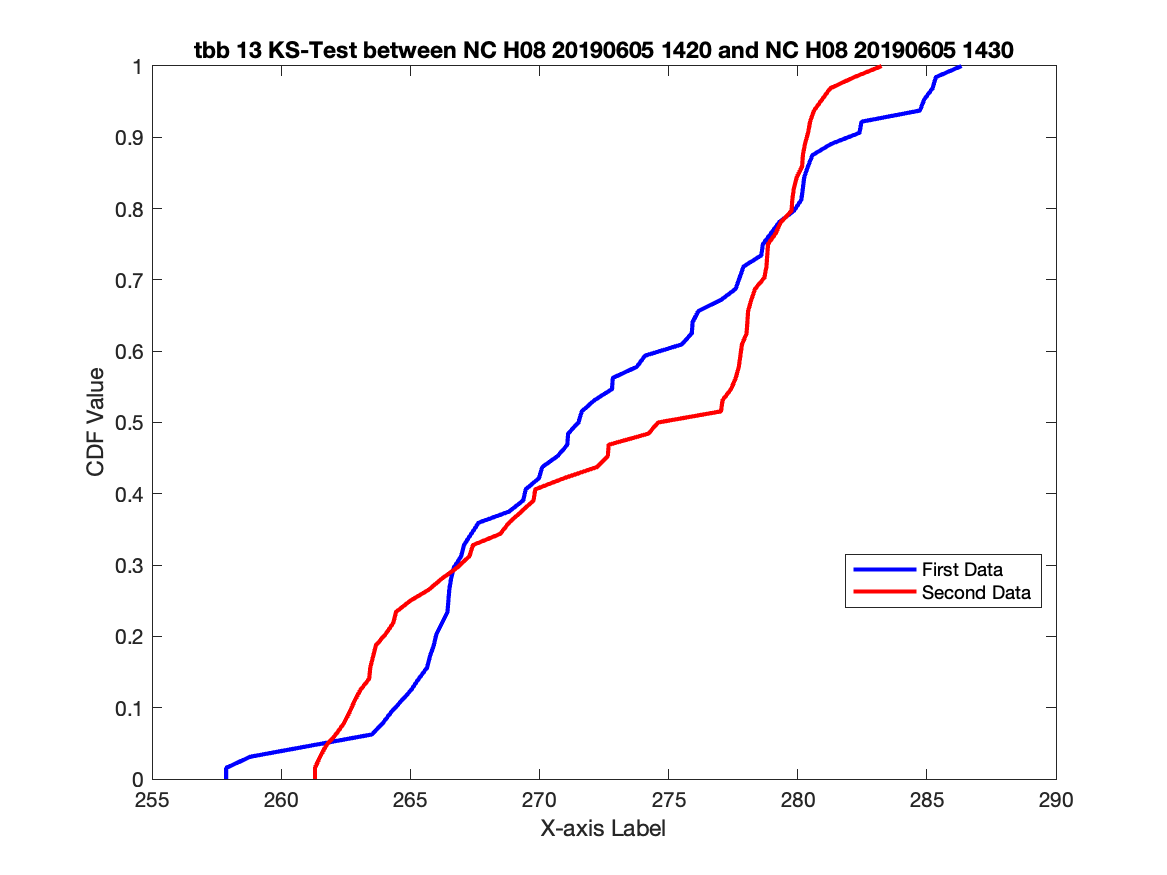 tbb 13 KS-Test between NC H08 20190605 1420 and NC H08 20190605 1430
1
0.9
0.8
0.7
0.6
0.5
0.4
0.3
0.2
0.1
0
CDF Value
First Data
Second Data
255 260 265 270 275 280 285 290
X-axis Label